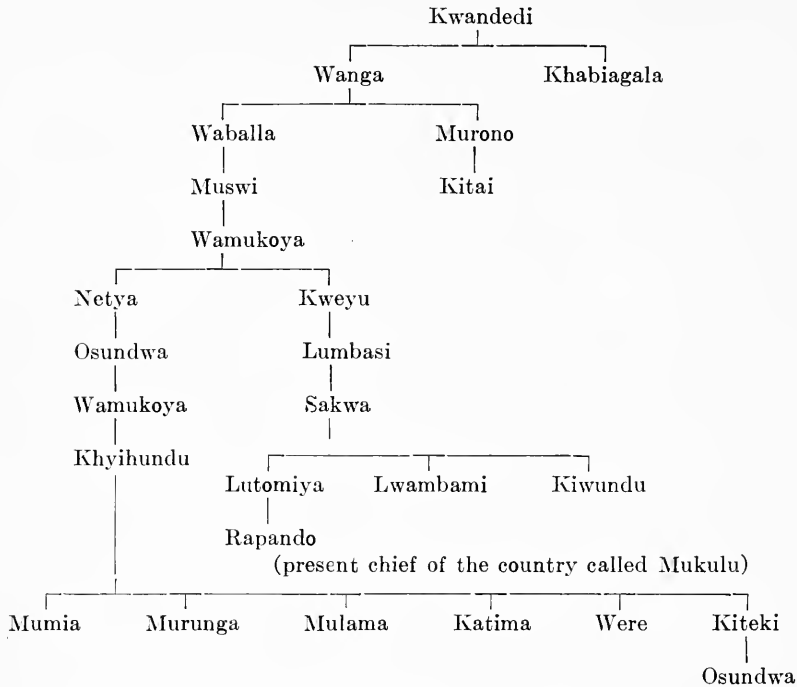 Kwandedi
Wanga Khabiagala
Waballa Murono
Muswi Kitai
Wamukoya
Netya Kweyu
Osundwa Lumbasi
Wamukoya Sakwa
Khyihundu
Lutomiya Lwambami Kiwundu
Rapando
(present chief of the country called Mukulu)
Mumia Murunga Mulama Katima Were Kiteki
Osundwa